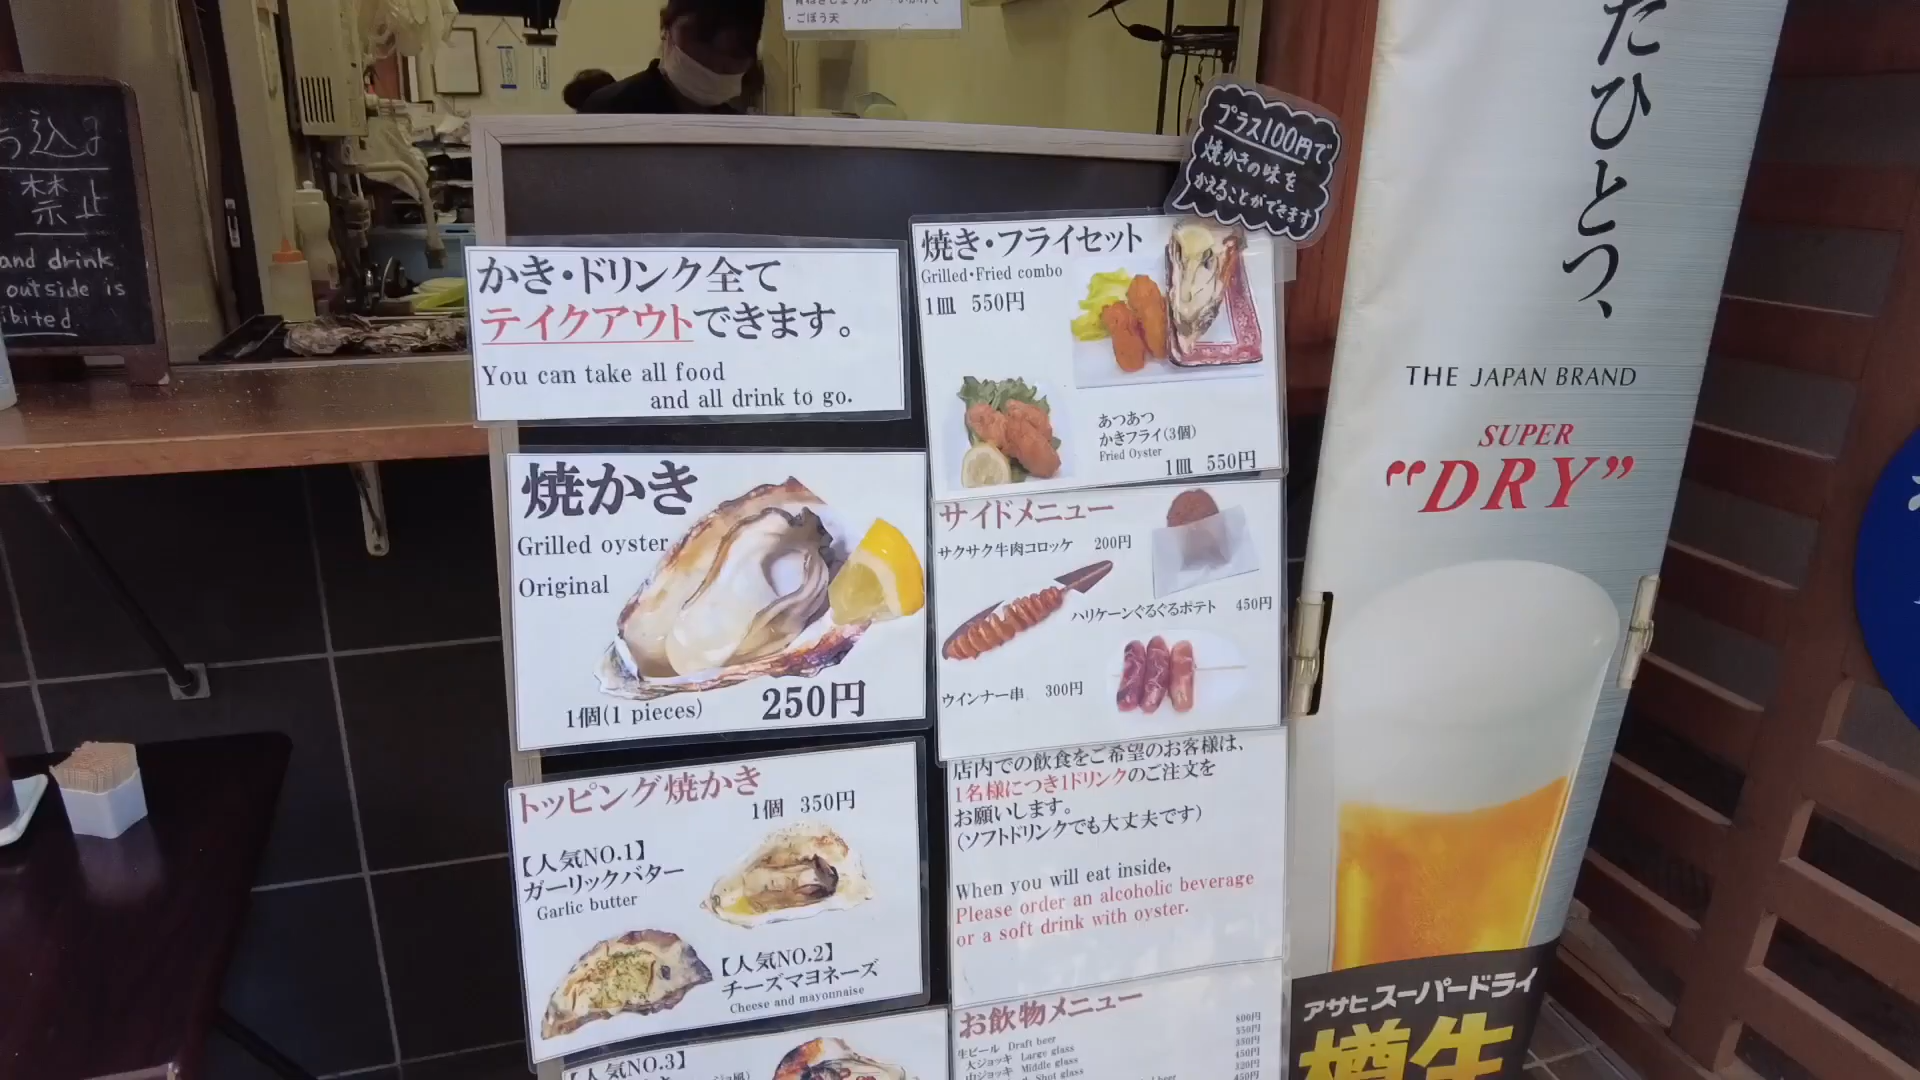 ・ごぼう天
禁止
and drink
outside is
ibited
プラス100円で
焼かきの味を
かえることができます
かき・ドリンク全て
テイクアウトできます。
You can take all food
and all drink to go.
焼き・フライセット
Grilled・Fried combo
1皿 550円
あつあつ
かきフライ(3個)
Fried Oyster
1皿 550円
焼かき
Grilled oyster
Original
1個(1 pieces) 250円
サイドメニュー
サクサク牛肉コロッケ 200円
ハリケーンぐるぐるポテト 450円
ウインナー串 300円
トッピング焼かき
1個 350円
【人気NO.1】
ガーリックバター
Garlic butter
【人気NO.2】
チーズマヨネーズ
Cheese and mayonnaise
【人気NO.3】
店内での飲食をご希望のお客様は、
1名様につき1ドリンクのご注文を
お願いします。
(ソフトドリンクでも大丈夫です)
When you will eat inside,
Please order an alcoholic beverage
or a soft drink with oyster.
お飲物メニュー
生ビール Draft beer
大ジョッキ Large glass
中ジョッキ Middle glass
Shot glass
たひとつ、
THE JAPAN BRAND
SUPER
"DRY"
アサヒスーパードライ
樽生